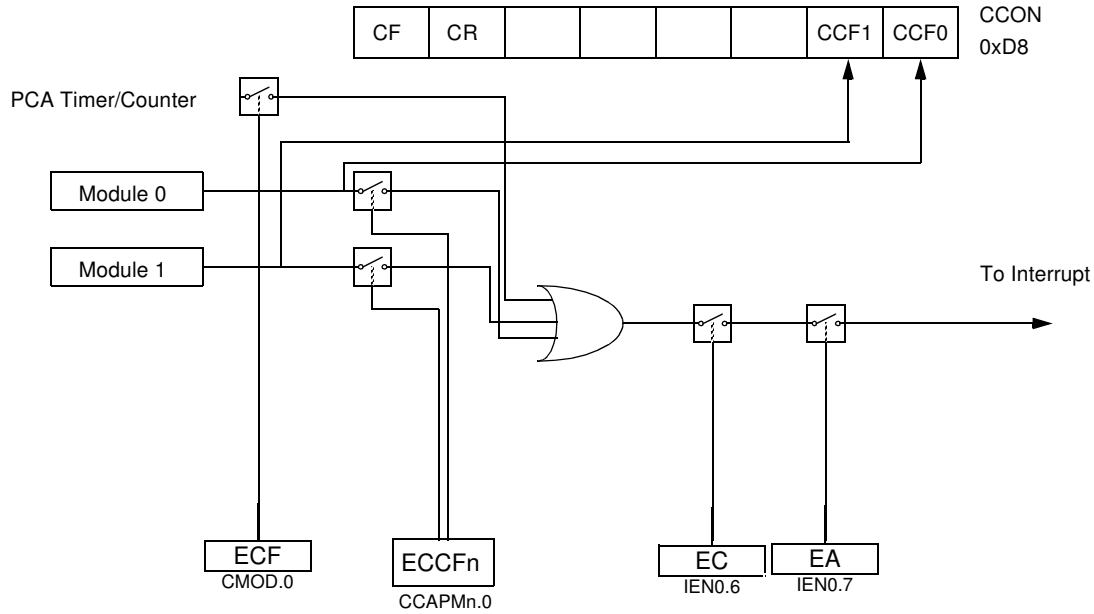 CF CR CCF1 CCF0 CCON
0xD8
PCA Timer/Counter
Module 0
Module 1
To Interrupt
ECF
CMOD.0
ECCFn
CCAPMn.0
EC
IEN0.6
EA
IEN0.7